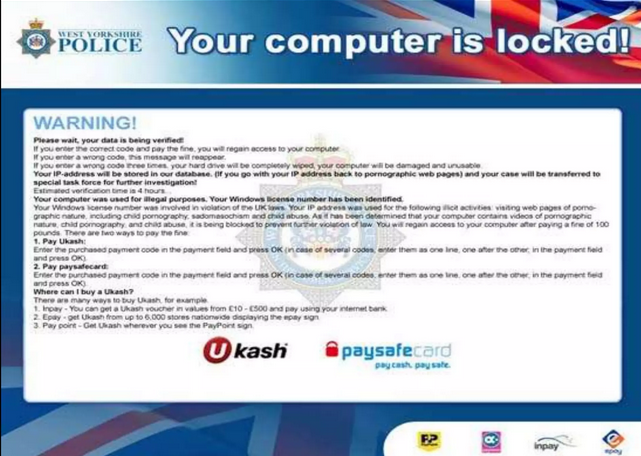 WEST YORKSHIRE
POLICE
Your computer is locked!
WARNING!
Please wait, your data is being verified!
If you enter the correct code and pay the fine, you will regain access to your computer.
If you enter a wrong code, this message will reappear.
If you enter a wrong code three times, your hard drive will be completely wiped, your computer will be damaged and unusable.
Your IP-address will be stored in our database. (If you go with your IP address back to pornographic web pages) and your case will be transferred to
special task force for further investigation!
Estimated verification time is 4 hours...
Your computer was used for illegal purposes. Your Windows license number has been identified.
Your Windows license number was involved in violation of the UK laws. Your IP address was used for the following illicit activities: visiting web pages of porno-
graphic nature, including child pornography, sadomasochism and child abuse. As it has been determined that your computer contains videos of pornographic
nature, child pornography, and child abuse, it is being blocked to prevent further violation of law. You will regain access to your computer after paying a fine of 100
pounds. There are two ways to pay the fine:
1. Pay Ukash:
Enter the purchased payment code in the payment field and press OK (in case of several codes, enter them as one line, one after the other, in the payment field
and press OK).
2. Pay paysafecard:
Enter the purchased payment code in the payment field and press OK (in case of several codes, enter them as one line, one after the other, in the payment field
and press OK).
Where can I buy a Ukash?
There are many ways to buy Ukash, for example.
1. Inpay - You can get a Ukash voucher in values from £10 - £500 and pay using your internet bank.
2. Epay - get Ukash from up to 6,000 stores nationwide displaying the epay sign.
3. Pay point - Get Ukash wherever you see the PayPoint sign.
Ukash
paysafecard
pay cash. pay safe.
inpay
epay